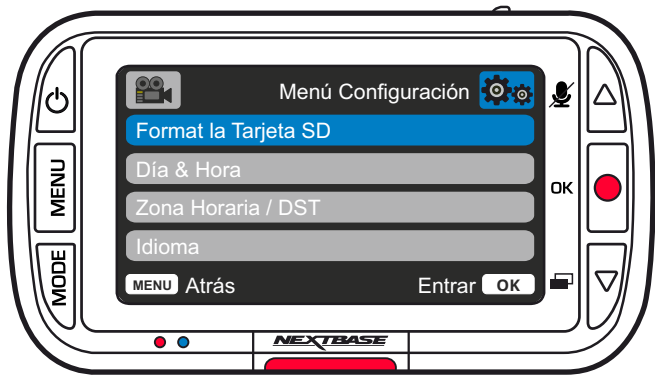 Menú Configuración
Format la Tarjeta SD
Día & Hora
Zona Horaria / DST
Idioma
MENU Atrás Entrar OK
MENU
MODE
OK
NEXTBASE